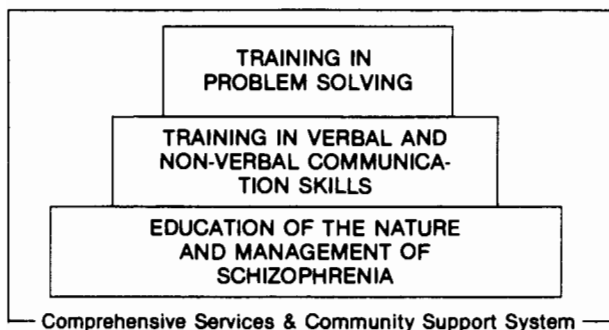 TRAINING IN
PROBLEM SOLVING
TRAINING IN VERBAL AND
NON-VERBAL COMMUNICA-
TION SKILLS
EDUCATION OF THE NATURE
AND MANAGEMENT OF
SCHIZOPHRENIA
Comprehensive Services & Community Support System